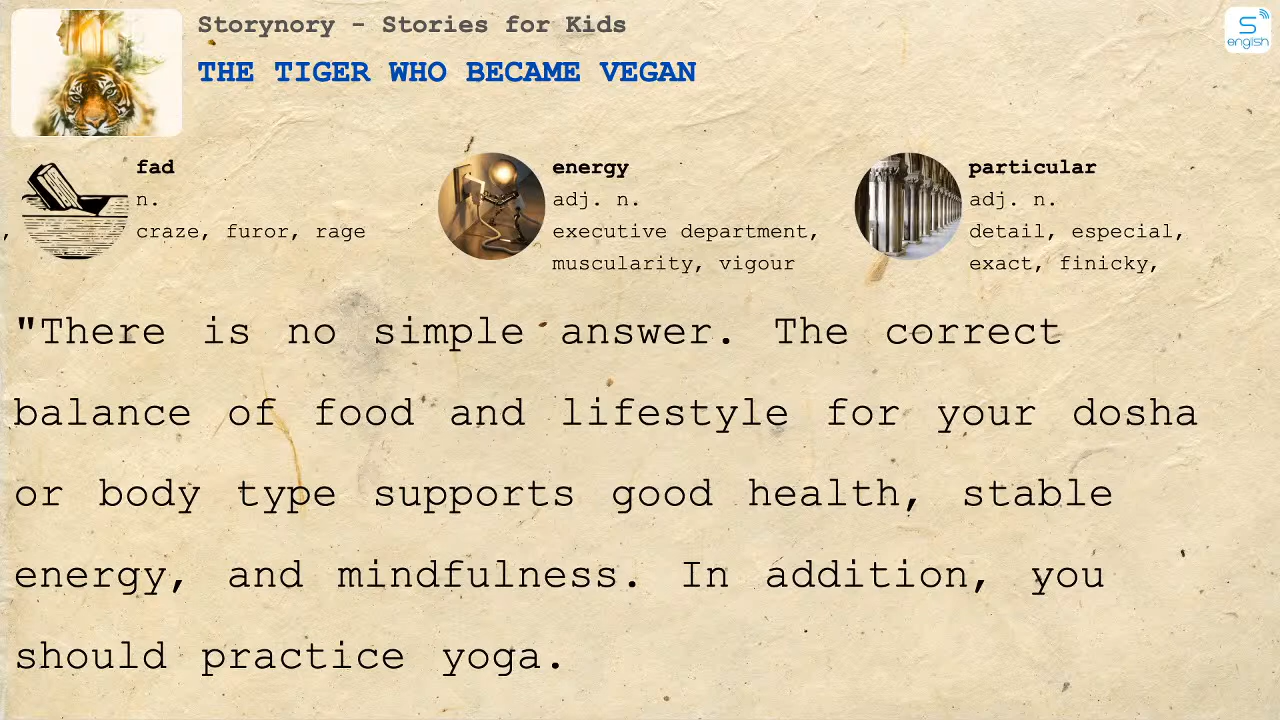 Storynory - Stories for Kids
THE TIGER WHO BECAME VEGAN
S
english
fad
n.
craze, furor, rage
energy
adj. n.
executive department,
muscularity, vigour
particular
adj. n.
detail, especial,
exact, finicky,
"There is no simple answer. The correct
balance of food and lifestyle for your dosha
or body type supports good health, stable
energy, and mindfulness. In addition, you
should practice yoga.